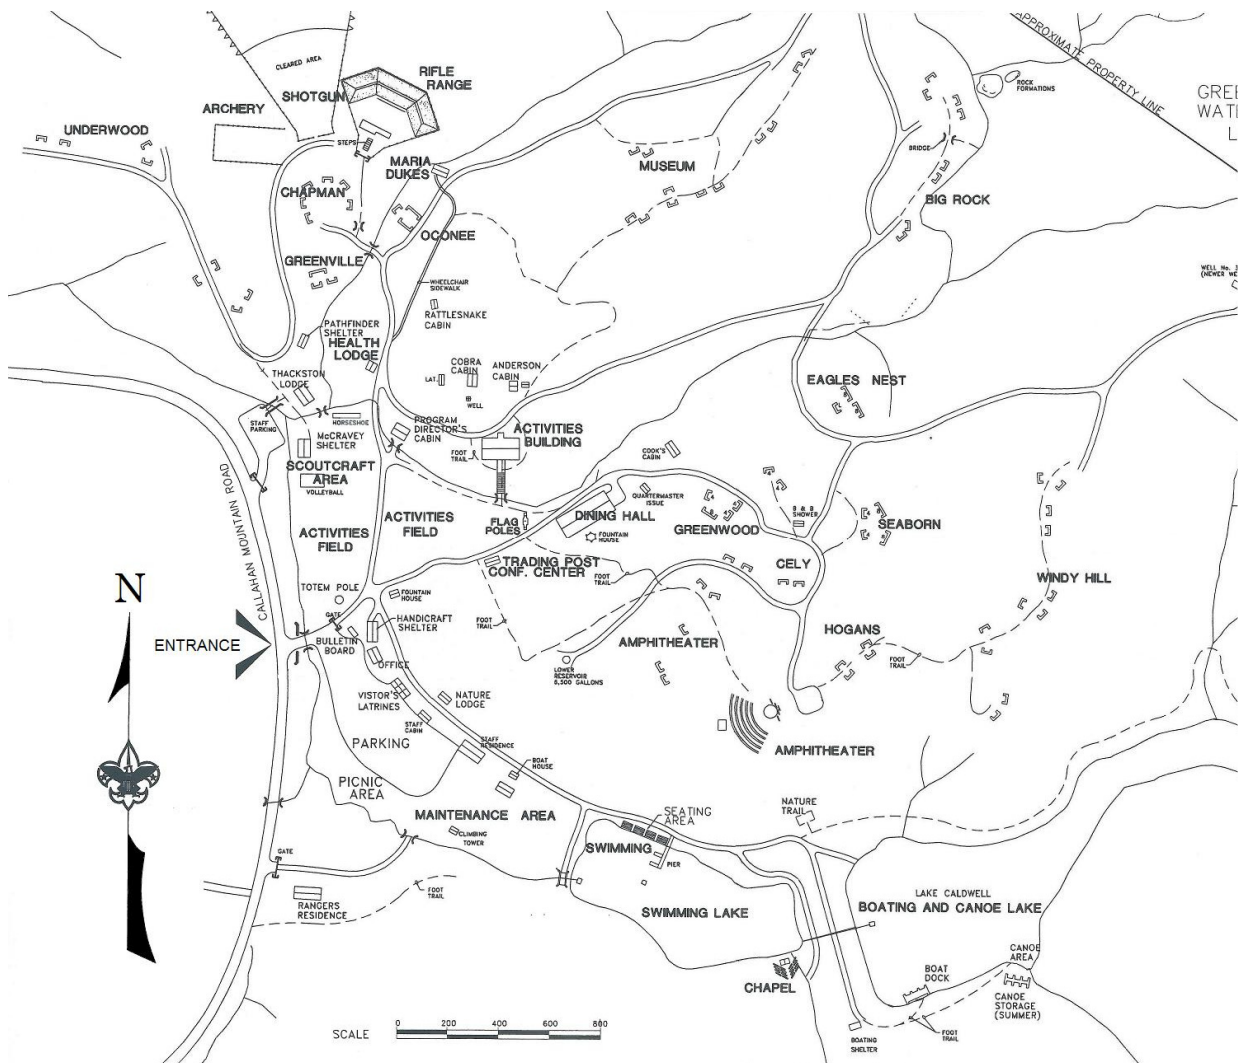 APPROXIMATE PROPERTY LINE
CLEARED AREA
RIFLE
RANGE
SHOTGUN
ARCHERY
ROCK
FORMATIONS
GREE
WATE
L
UNDERWOOD
STEPS
BRIDGE
MARIA
DUKES
MUSEUM
CHAPMAN
BIG ROCK
OCONEE
GREENVILLE
WELL No. 3
(NEWER WE
WHEELCHAIR
SIDEWALK
RATTLESNAKE
CABIN
PATHFINDER
SHELTER
HEALTH
LODGE
COBRA
CABIN
ANDERSON
CABIN
LAT.
THACKSTON
LODGE
EAGLES NEST
WELL
STAFF
PARKING
HORSESHOE
PROGRAM
DIRECTOR'S
CABIN
ACTIVITIES
BUILDING
McCRAVEY
SHELTER
FOOT
TRAIL
COOK'S
CABIN
SCOUTCRAFT
AREA
VOLLEYBALL
QUARTERMASTER
ISSUE
CALLAHAN MOUNTAIN ROAD
ACTIVITIES
FIELD
ACTIVITIES
FIELD
FLAG
POLES
DINING HALL
GREENWOOD
SHOWER
SEABORN
FOUNTAIN
HOUSE
TRADING POST
CONF. CENTER
CELY
FOOT
TRAIL
WINDY HILL
N
TOTEM POLE
FOUNTAIN
HOUSE
GATE
HANDICRAFT
SHELTER
FOOT
TRAIL
HOGANS
ENTRANCE
BULLETIN
BOARD
AMPHITHEATER
OFFICE
FOOT
TRAIL
LOWER
RESERVOIR
6,500 GALLONS
VISTOR'S
LATRINES
NATURE
LODGE
STAFF
CABIN
PARKING
STAFF
RESIDENCE
AMPHITHEATER
BOAT
HOUSE
PICNIC
AREA
MAINTENANCE AREA
SEATING
AREA
NATURE
TRAIL
CLIMBING
TOWER
SWIMMING
GATE
PIER
FOOT
TRAIL
RANGERS
RESIDENCE
LAKE CALDWELL
BOATING AND CANOE LAKE
SWIMMING LAKE
CANOE
AREA
BOAT
DOCK
CHAPEL
CANOE
STORAGE
(SUMMER)
SCALE
0 200 400 600 800
FOOT
TRAIL
BOATING
SHELTER